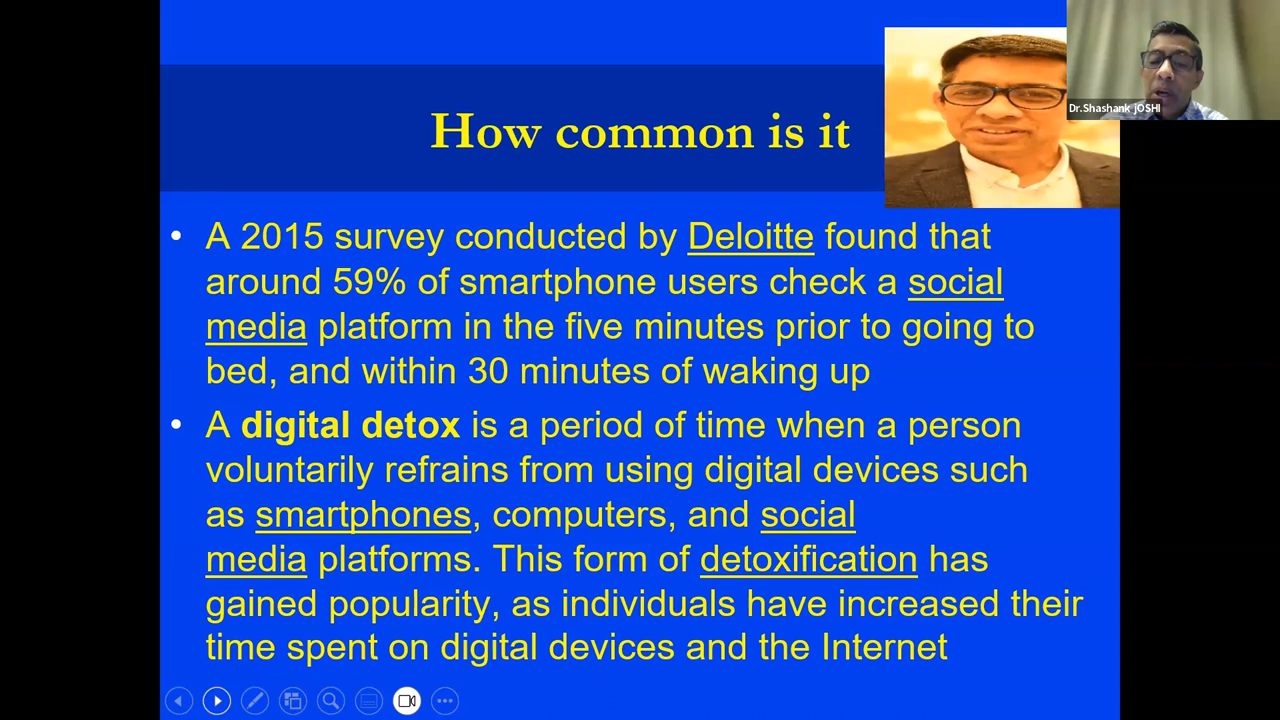 How common is it
Dr.Shashank jOSHI
• A 2015 survey conducted by Deloitte found that
around 59% of smartphone users check a social
media platform in the five minutes prior to going to
bed, and within 30 minutes of waking up
• A digital detox is a period of time when a person
voluntarily refrains from using digital devices such
as smartphones, computers, and social
media platforms. This form of detoxification has
gained popularity, as individuals have increased their
time spent on digital devices and the Internet